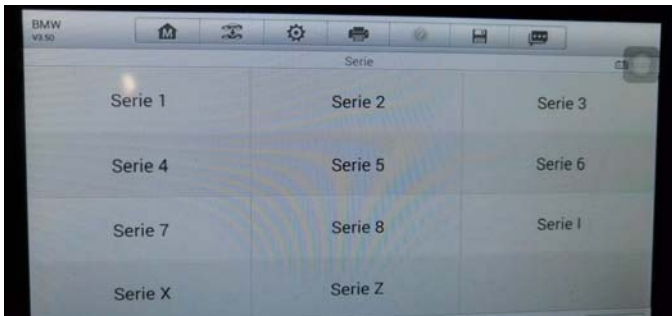 BMW
V3.50
Serie
Serie 1 Serie 2 Serie 3
Serie 4 Serie 5 Serie 6
Serie 7 Serie 8 Serie I
Serie X Serie Z